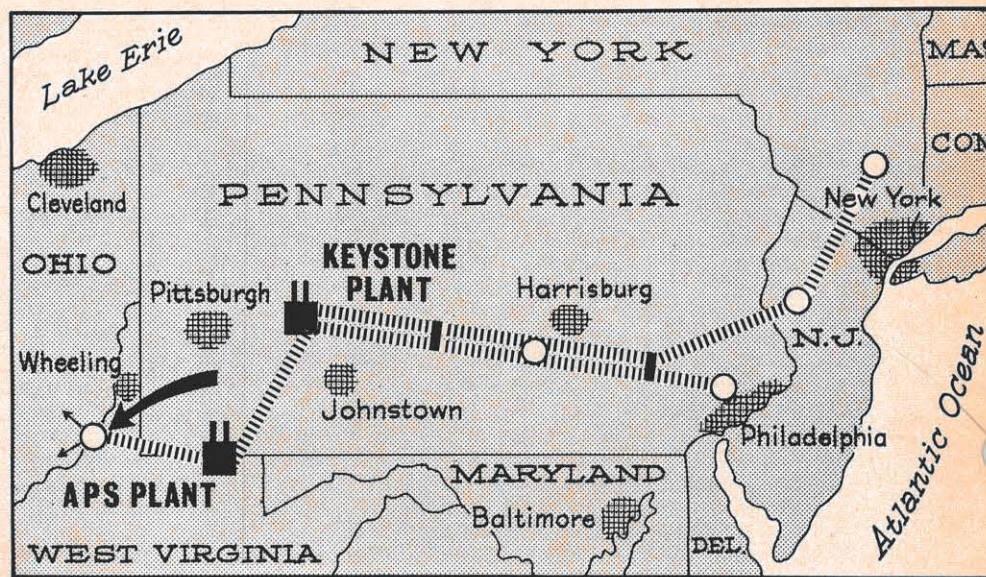 NEW YORK
MAS
Lake Erie
CON
Cleveland
PENNSYLVANIA
New York
OHIO
KEYSTONE
PLANT
Pittsburgh
Harrisburg
N.J.
Wheeling
Johnstown
Philadelphia
Atlantic Ocean
APS PLANT
MARYLAND
Baltimore
WEST VIRGINIA
DEL.